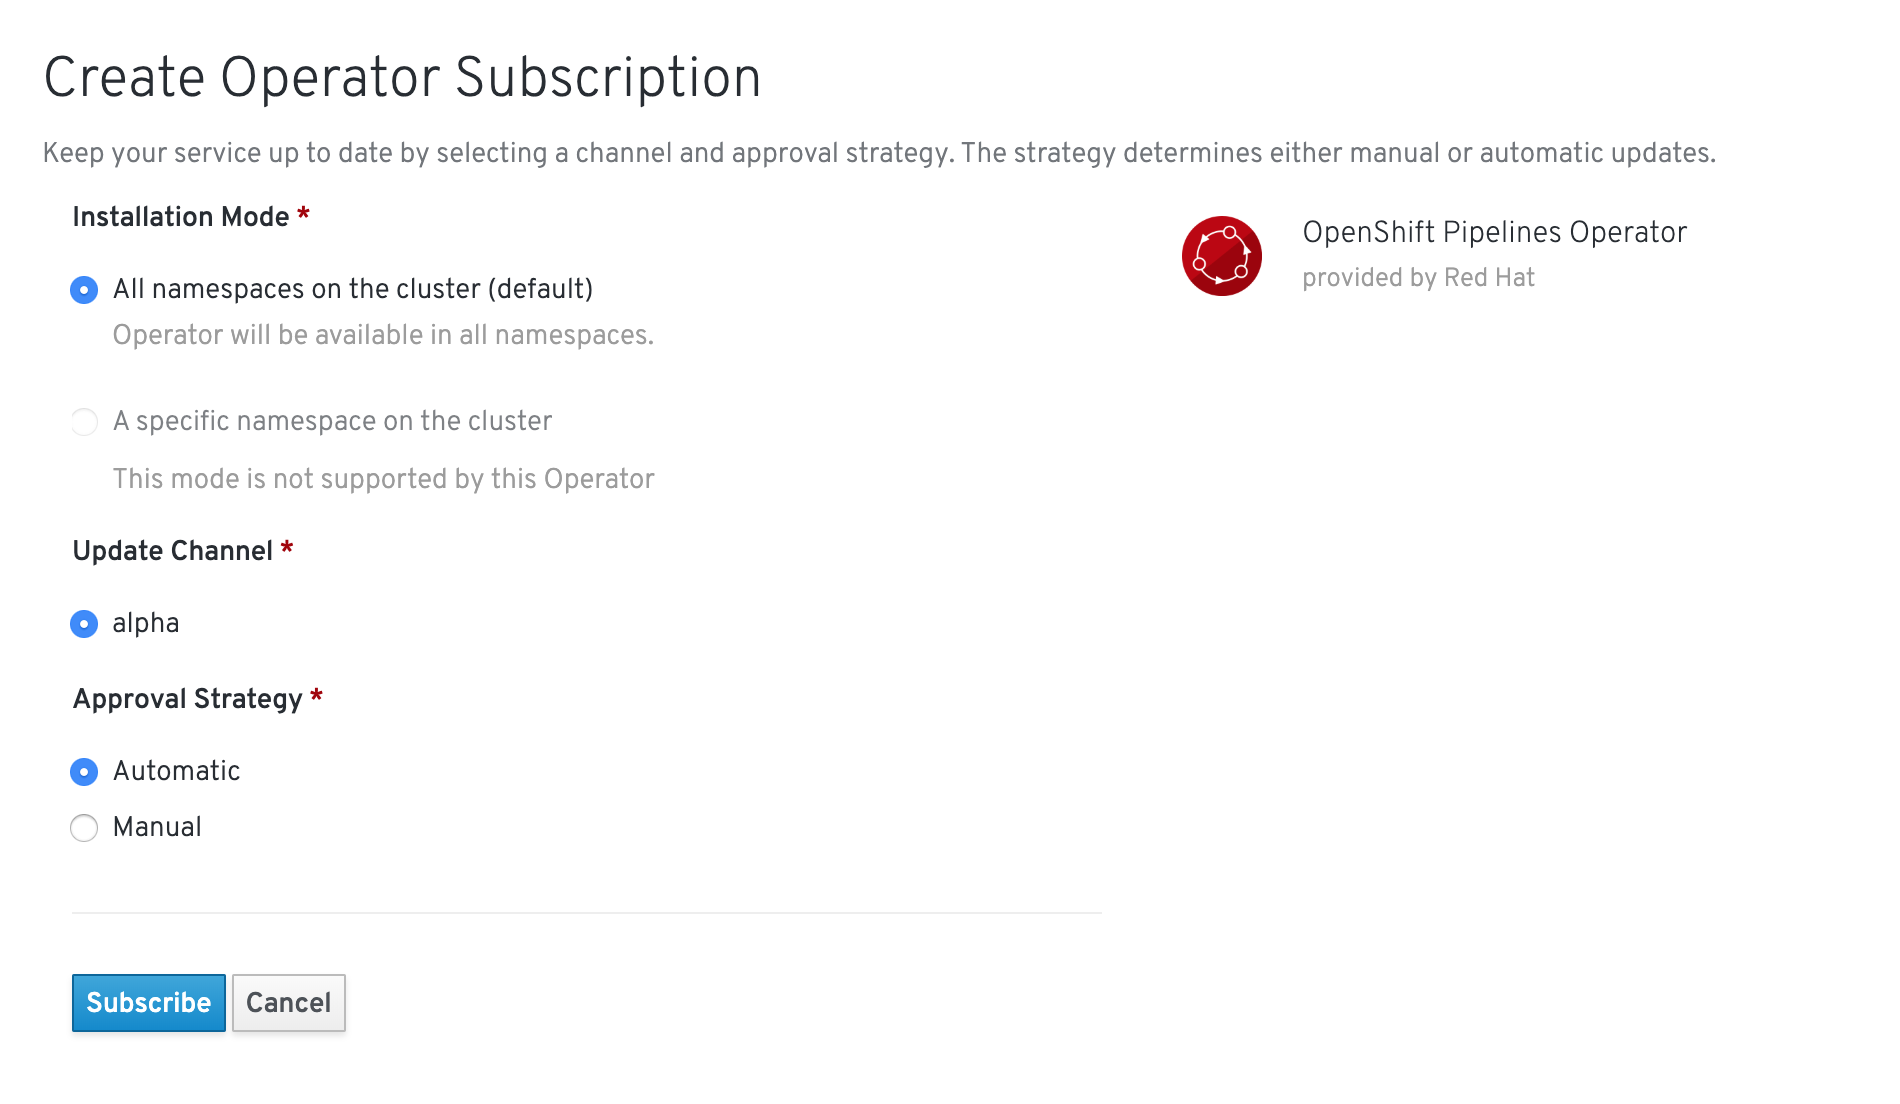 Create Operator Subscription
Keep your service up to date by selecting a channel and approval strategy. The strategy determines either manual or automatic updates.
Installation Mode *
All namespaces on the cluster (default)
Operator will be available in all namespaces.
A specific namespace on the cluster
This mode is not supported by this Operator
Update Channel *
alpha
Approval Strategy *
Automatic
Manual
Subscribe
Cancel
OpenShift Pipelines Operator
provided by Red Hat